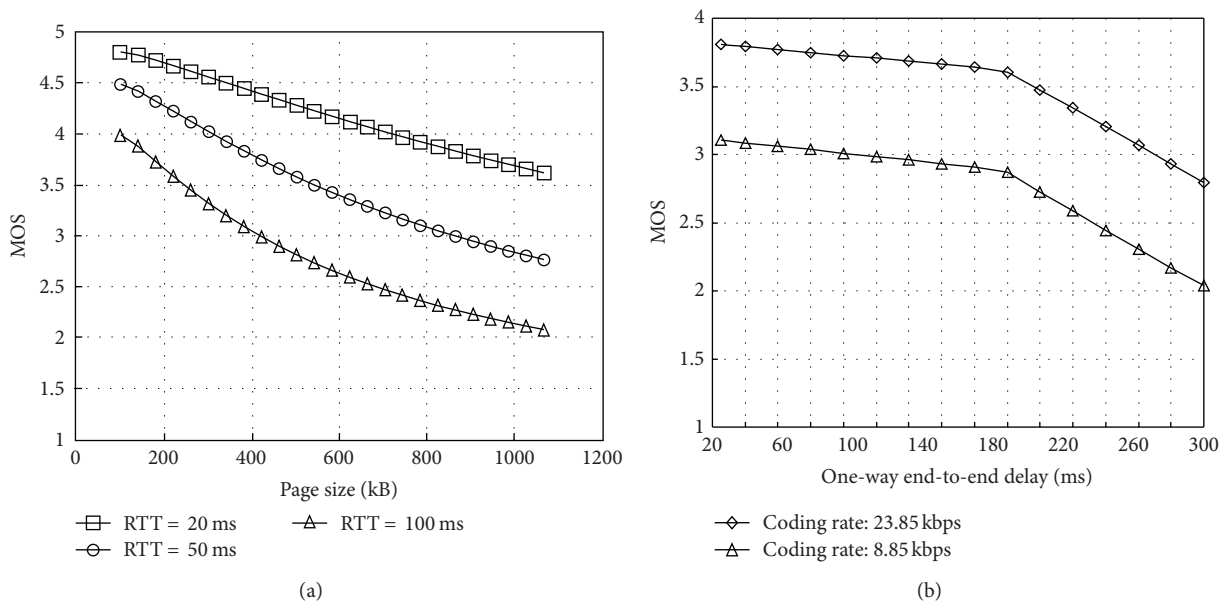 5
4.5
4
3.5
3
2.5
2
1.5
1
MOS
0 200 400 600 800 1000 1200
Page size (kB)
RTT = 20 ms
RTT = 50 ms
RTT = 100 ms
(a)
4
3.5
3
2.5
2
1.5
1
MOS
20 60 100 140 180 220 260 300
One-way end-to-end delay (ms)
Coding rate: 23.85 kbps
Coding rate: 8.85 kbps
(b)